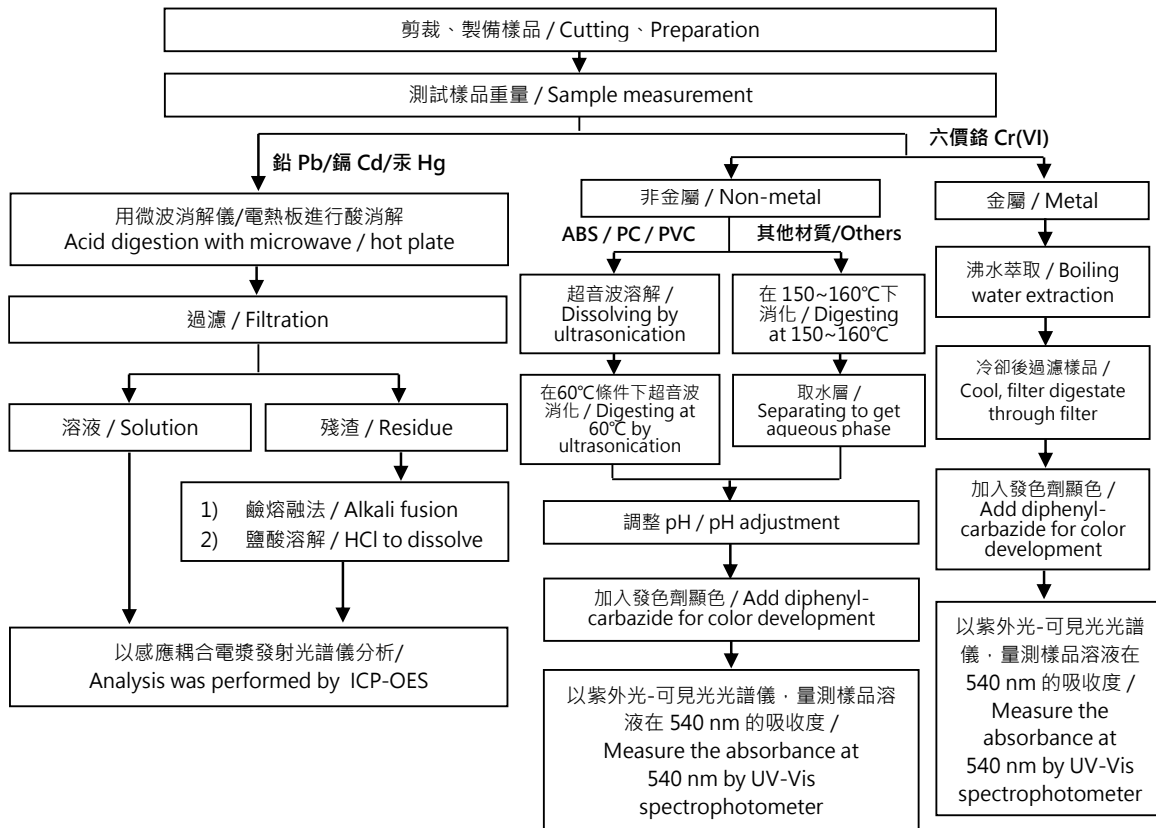 剪裁、製備樣品 / Cutting、Preparation
測試樣品重量 / Sample measurement
鉛 Pb/鎘 Cd/汞 Hg
六價鉻 Cr(VI)
用微波消解儀/電熱板進行酸消解
Acid digestion with microwave / hot plate
過濾 / Filtration
溶液 / Solution
殘渣 / Residue
1) 鹼熔融法 / Alkali fusion
2) 鹽酸溶解 / HCl to dissolve
以感應耦合電漿發射光譜儀分析/
Analysis was performed by ICP-OES
非金屬 / Non-metal
ABS / PC / PVC
其他材質/Others
超音波溶解 /
Dissolving by
ultrasonication
在60℃條件下超音波
消化 / Digesting at
60℃ by
ultrasonication
在 150~160℃下
消化 / Digesting
at 150~160℃
取水層 /
Separating to get
aqueous phase
調整 pH / pH adjustment
加入發色劑顯色 / Add diphenyl-
carbazide for color development
以紫外光-可見光光譜儀，量測樣品溶
液在 540 nm 的吸收度 /
Measure the absorbance at
540 nm by UV-Vis
spectrophotometer
金屬 / Metal
沸水萃取 / Boiling
water extraction
冷卻後過濾樣品 /
Cool, filter digestate
through filter
加入發色劑顯色 /
Add diphenyl-
carbazide for color
development
以紫外光-可見光光譜
儀，量測樣品溶液在
540 nm 的吸收度 /
Measure the
absorbance at
540 nm by UV-Vis
spectrophotometer